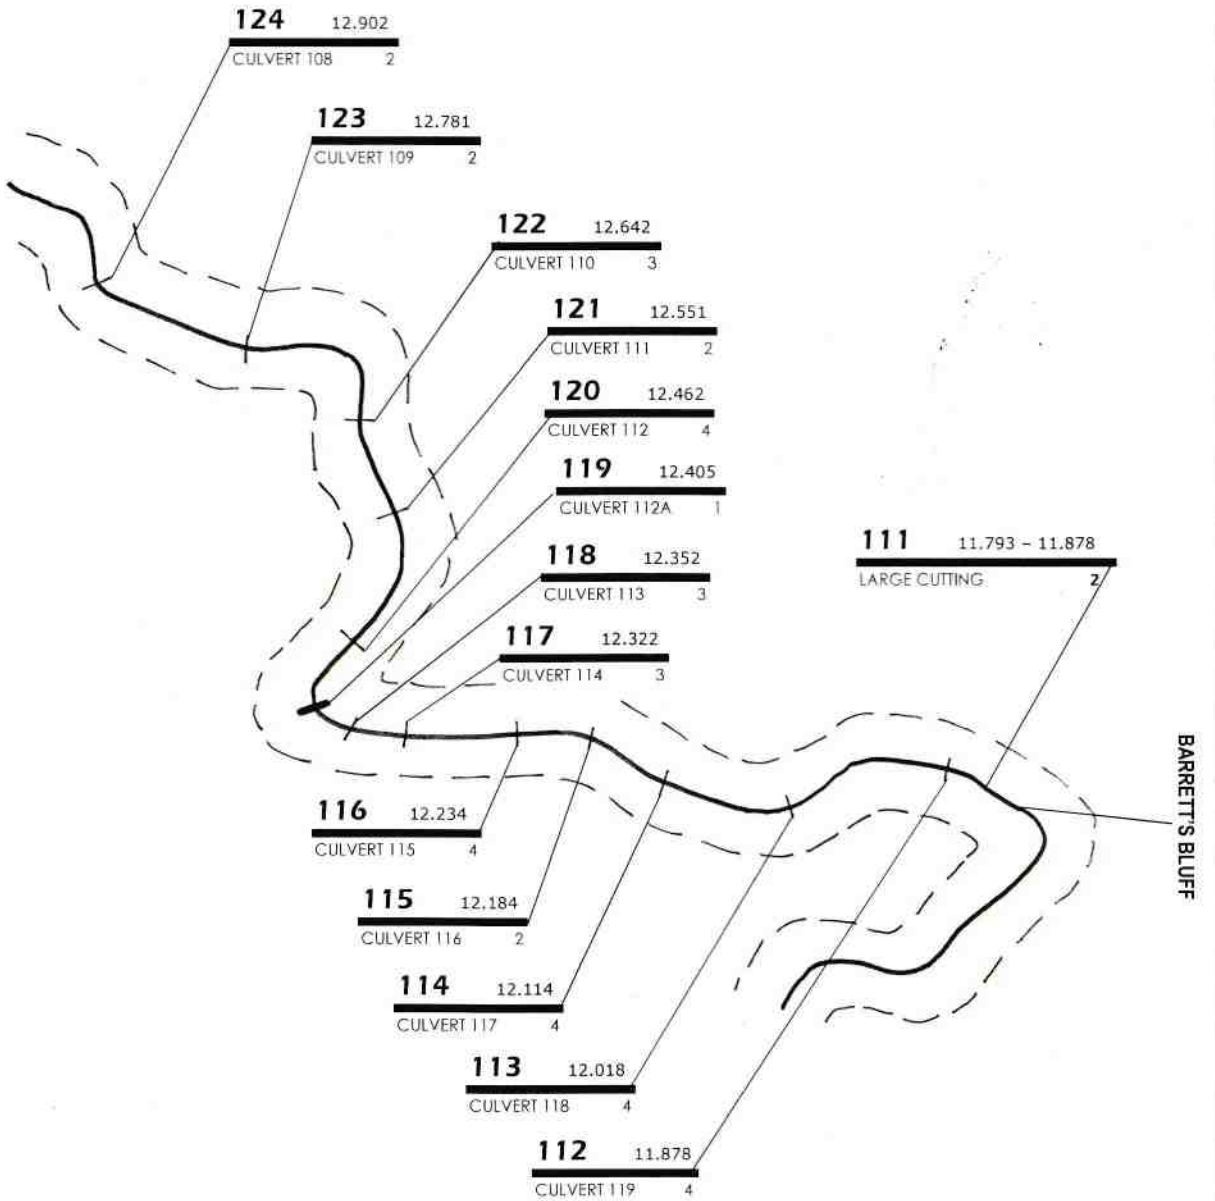 124 12.902
CULVERT 108 2
123 12.781
CULVERT 109 2
122 12.642
CULVERT 110 3
121 12.551
CULVERT 111 2
120 12.462
CULVERT 112 4
119 12.405
CULVERT 112A 1
118 12.352
CULVERT 113 3
117 12.322
CULVERT 114 3
111 11.793 – 11.878
LARGE CUTTING 2
BARRETT'S BLUFF
116 12.234
CULVERT 115 4
115 12.184
CULVERT 116 2
114 12.114
CULVERT 117 4
113 12.018
CULVERT 118 4
112 11.878
CULVERT 119 4